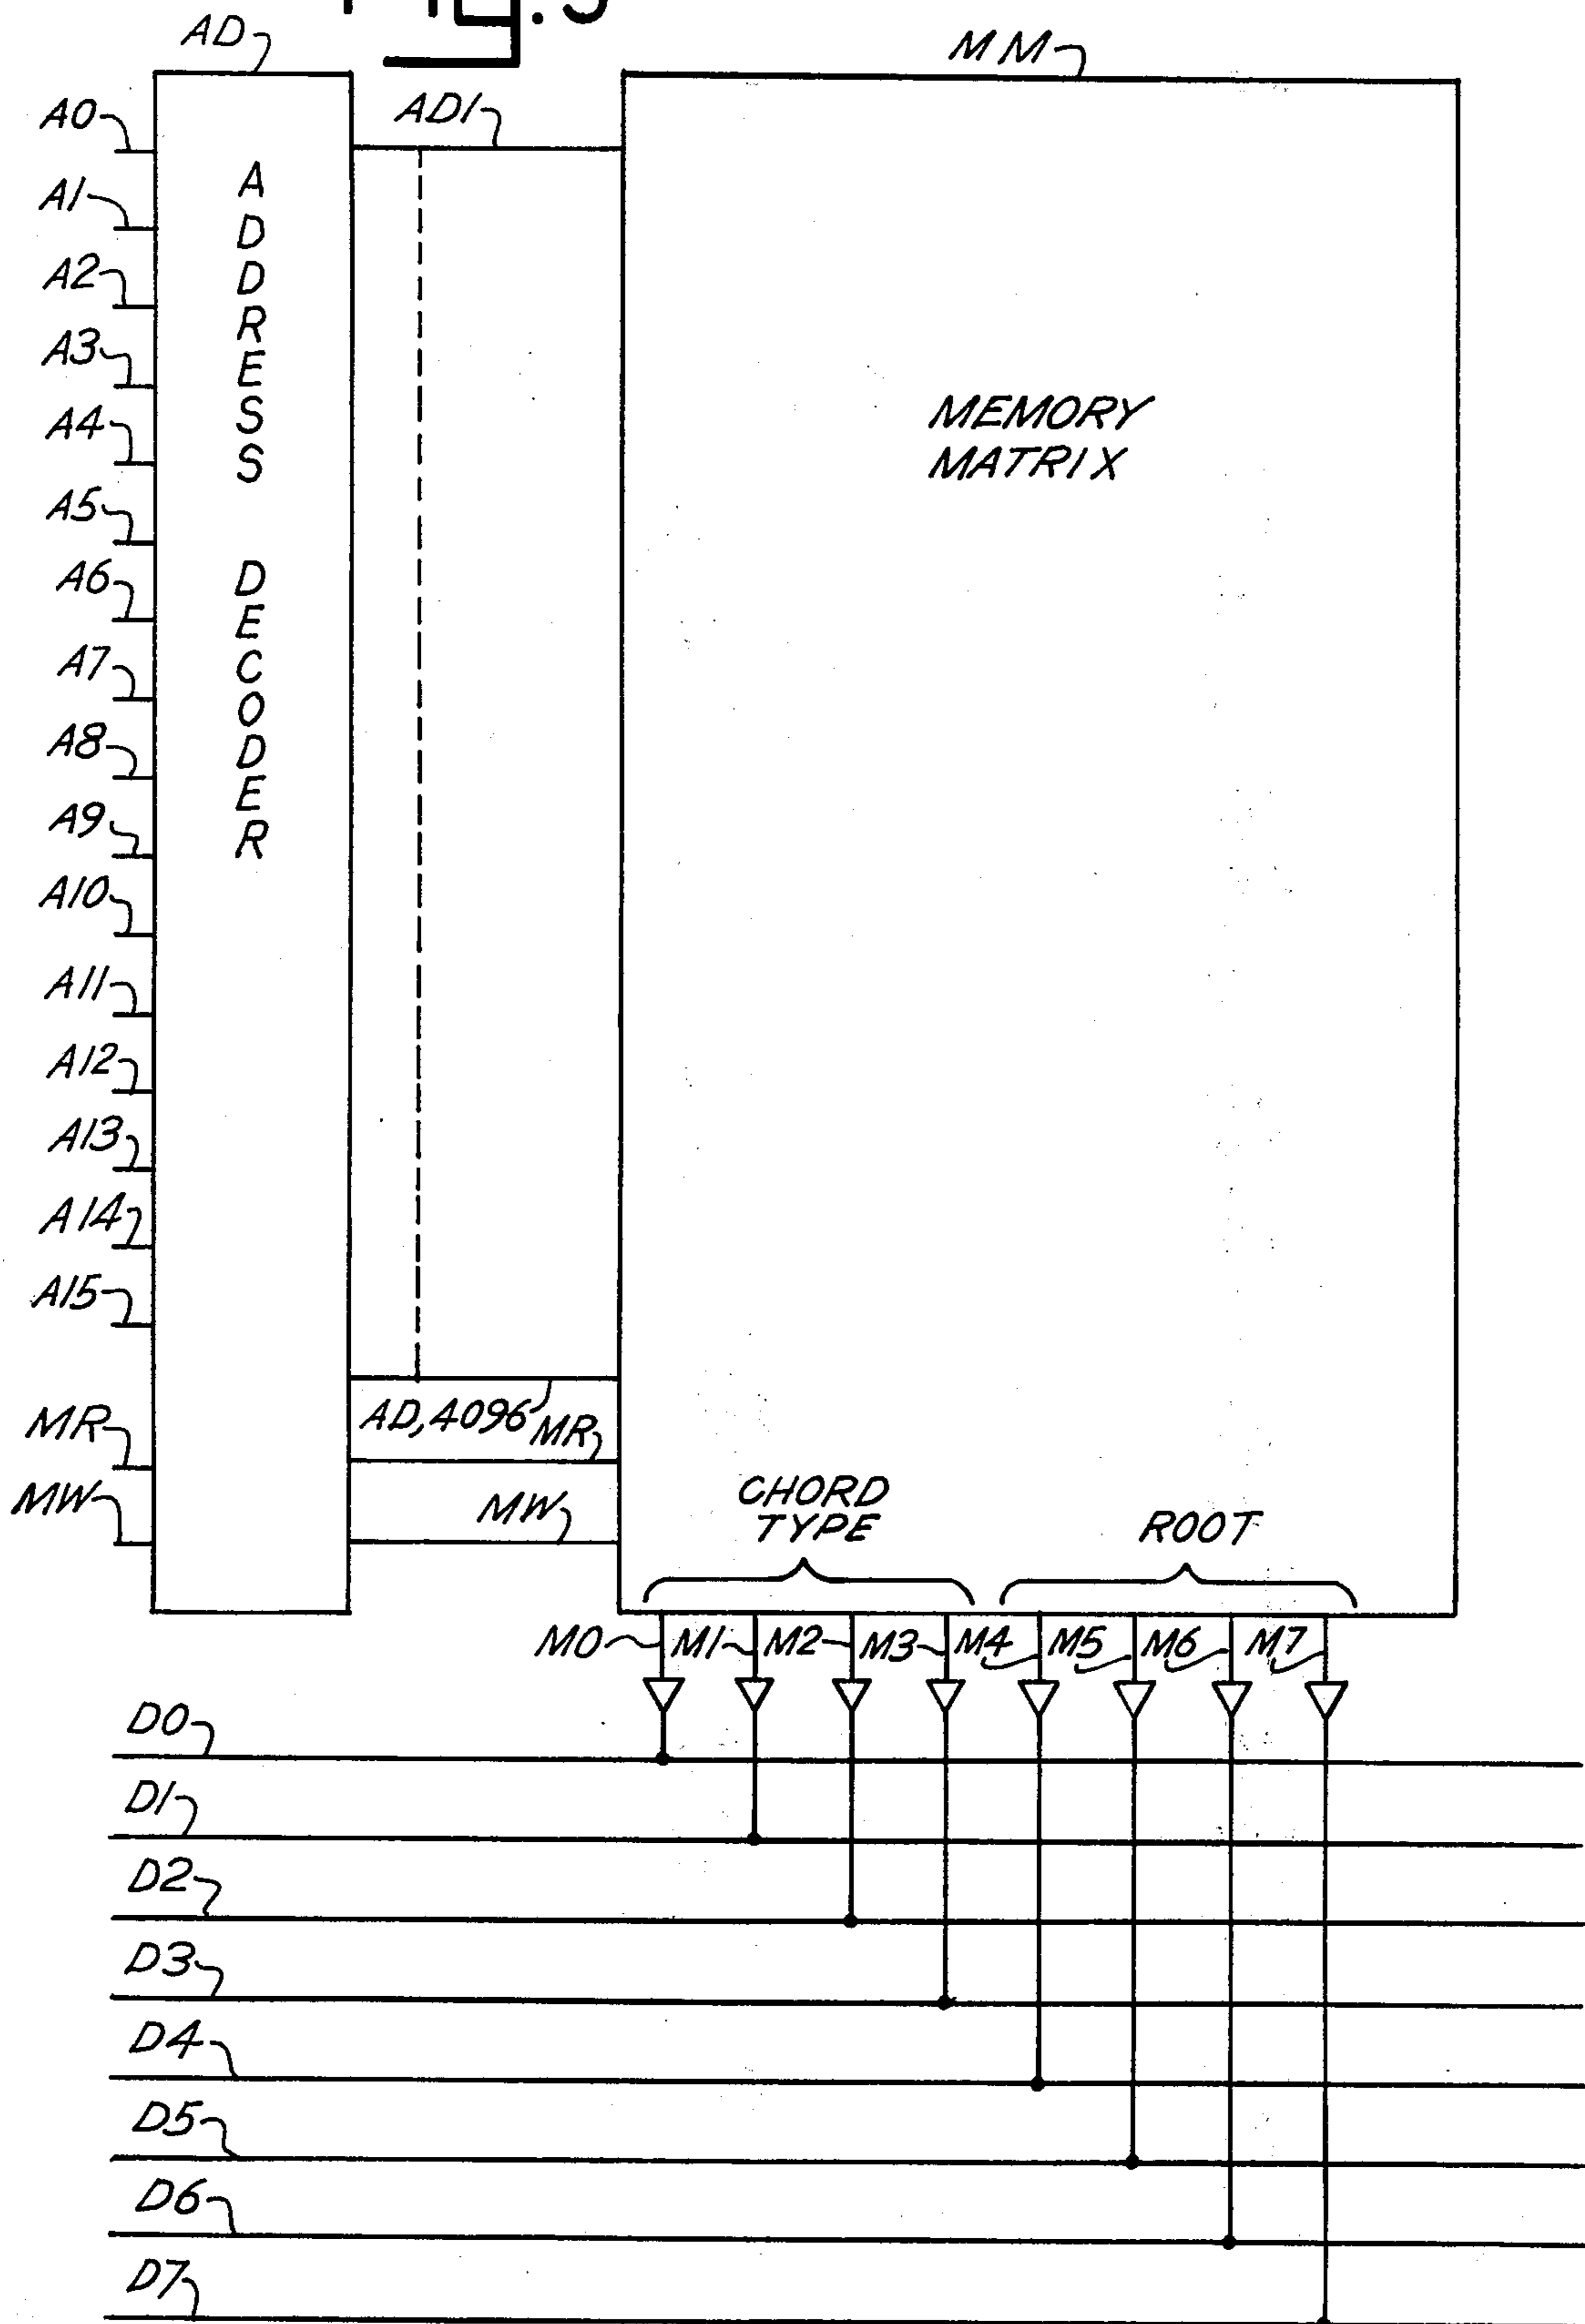 AD
MM
A0
AD1
A1
A2
A3
A4
A5
A6
A7
A8
A9
A10
A11
A12
A13
A14
A15
MR
MW
ADDRESS DECODER
MEMORY
MATRIX
AD,4096
MR
MW
CHORD
TYPE
ROOT
M0 M1 M2 M3 M4 M5 M6 M7
D0
D1
D2
D3
D4
D5
D6
D7